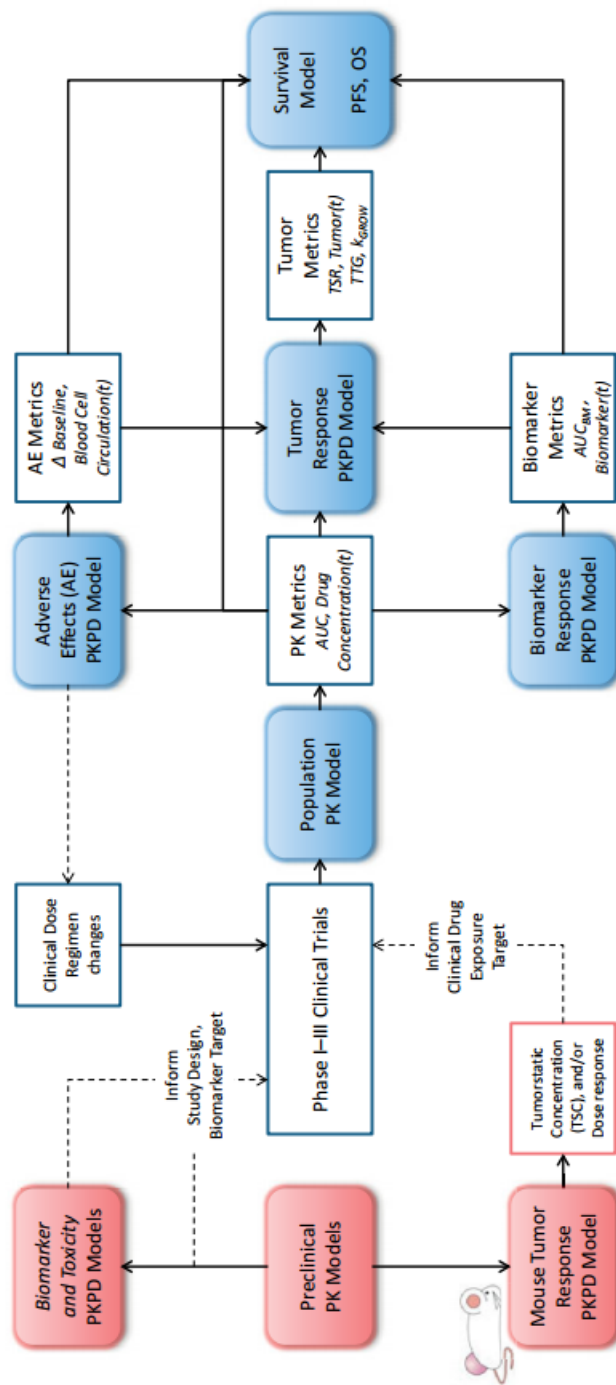 Biomarker
and Toxicity
PKPD Models
Preclinical
PK Models
Mouse Tumor
Response
PKPD Model
Inform
Study Design,
Biomarker Target
Tumorstatic
Concentration
(TSC), and/or
Dose response
Clinical Dose
Regimen
changes
Phase I–III Clinical Trials
Inform
Clinical Drug
Exposure
Target
Population
PK Model
Adverse
Effects (AE)
PKPD Model
PK Metrics
AUC, Drug
Concentration(t)
Biomarker
Response
PKPD Model
AE Metrics
Δ Baseline,
Blood Cell
Circulation(t)
Tumor
Response
PKPD Model
Biomarker
Metrics
AUC_BM,
Biomarker(t)
Tumor
Metrics
TSR, Tumor(t)
TTG, k_GROW
Survival
Model
PFS, OS